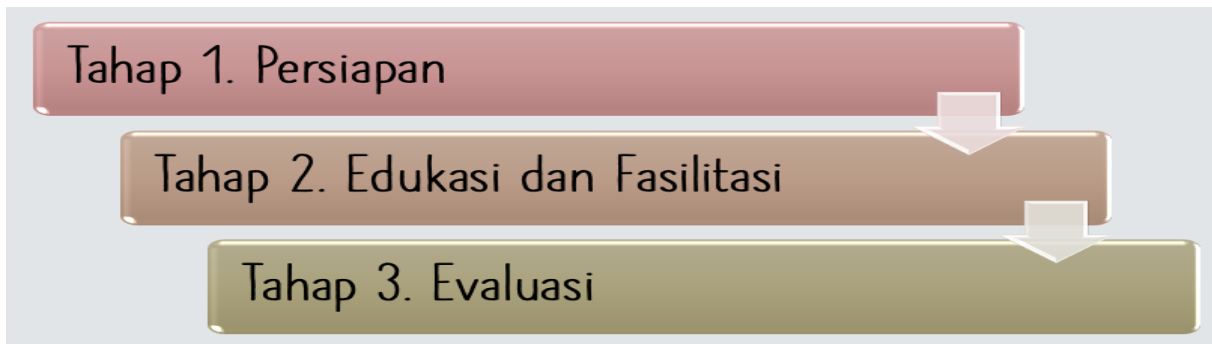 Tahap 1. Persiapan
Tahap 2. Edukasi dan Fasilitasi
Tahap 3. Evaluasi